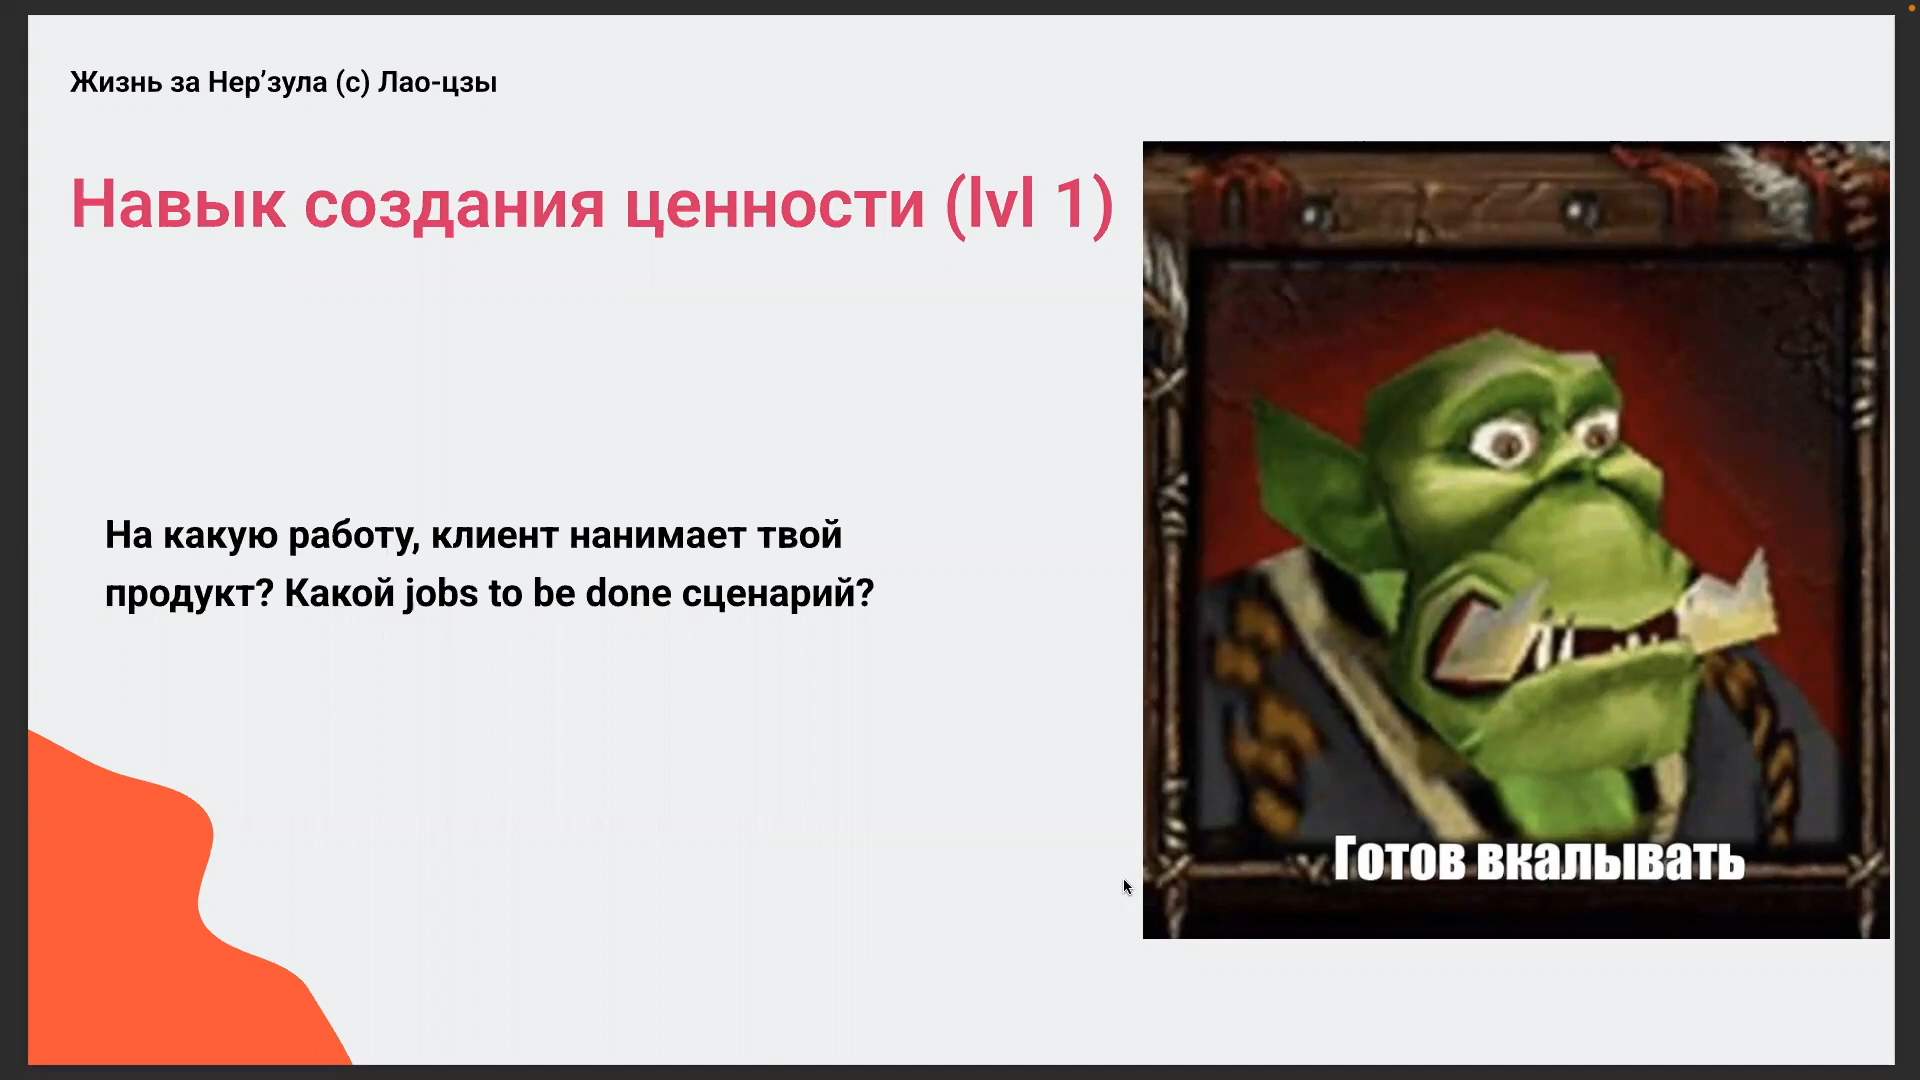 Жизнь за Нер’зула (с) Лао-цзы
Навык создания ценности (lvl 1)
На какую работу, клиент нанимает твой
продукт? Какой jobs to be done сценарий?
Готов вкалывать